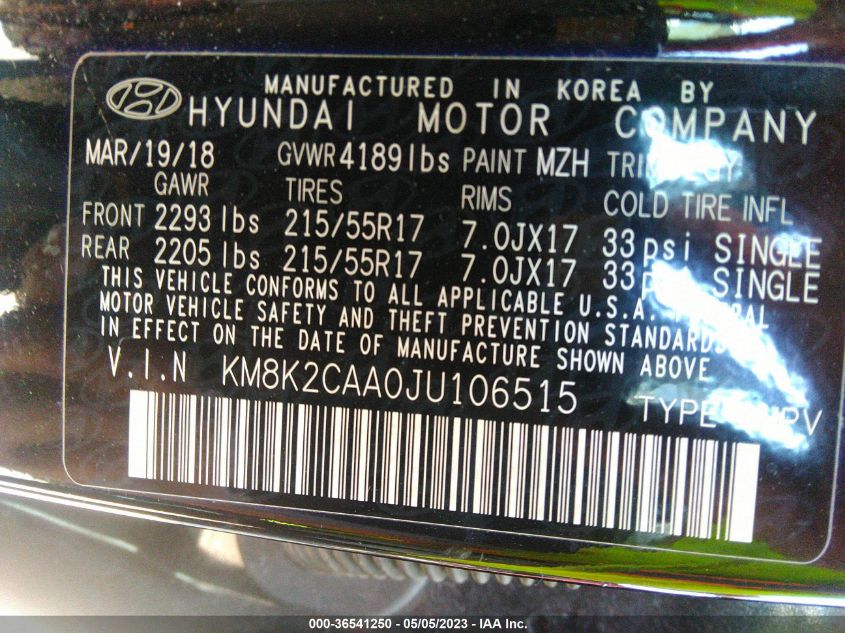 MANUFACTURED IN KOREA BY
HYUNDAI MOTOR COMPANY
MAR/19/18 GVWR 4189 lbs PAINT MZH
GAWR TIRES RIMS COLD TIRE INFL
FRONT 2293 lbs 215/55R17 7.0JX17 33 psi SINGLE
REAR 2205 lbs 215/55R17 7.0JX17 33 psi SINGLE
THIS VEHICLE CONFORMS TO ALL APPLICABLE U.S.A. FEDERAL
MOTOR VEHICLE SAFETY AND THEFT PREVENTION STANDARDS
IN EFFECT ON THE DATE OF MANUFACTURE SHOWN ABOVE
V.I.N KM8K2CAA0JU106515 TYPE
000-36541250 - 05/05/2023 - IAA Inc.